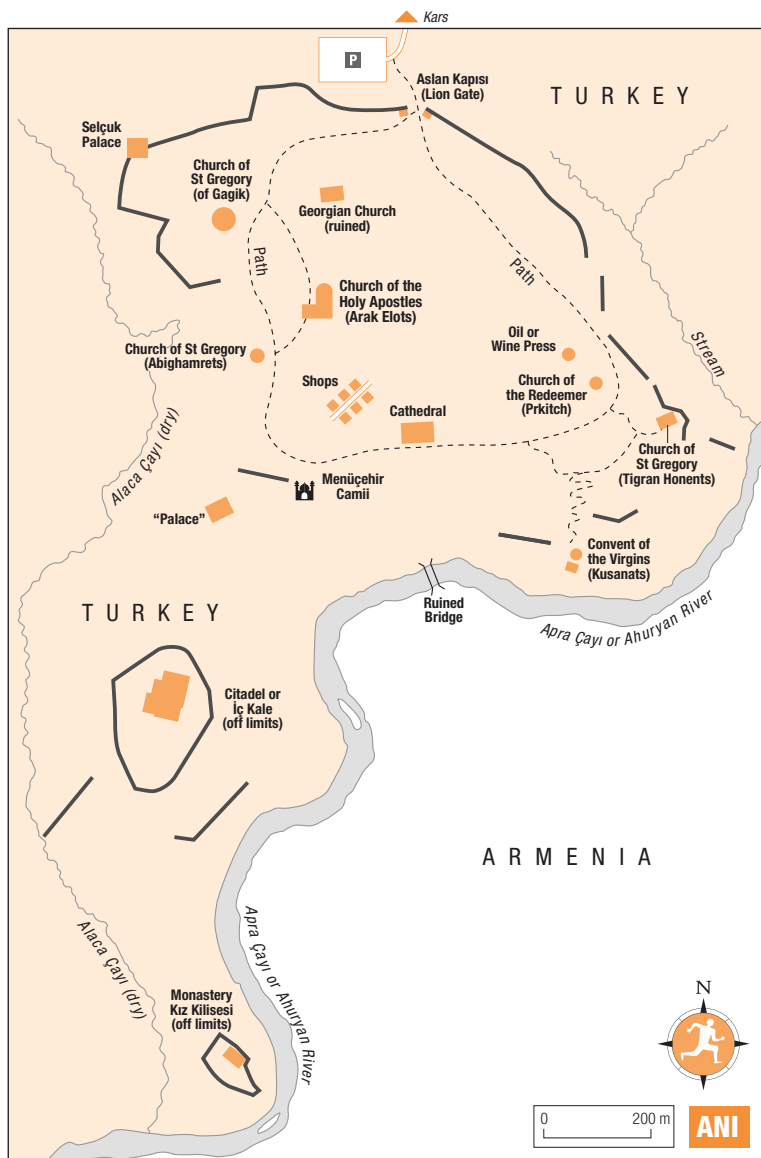 Kars
P
Aslan Kapısı
(Lion Gate)
TURKEY
Selçuk
Palace
Church of
St Gregory
(of Gagik)
Georgian Church
(ruined)
Path
Path
Church of the
Holy Apostles
(Arak Elots)
Stream
Church of St Gregory
(Abighamrets)
Oil or
Wine Press
Shops
Church of
the Redeemer
(Prkitch)
Cathedral
Church of
St Gregory
(Tigran Honents)
Alaca Çayı (dry)
Menüçehir
Camii
"Palace"
Convent of
the Virgins
(Kusanats)
Ruined
Bridge
Apra Çayı or Ahuryan River
TURKEY
Citadel or
İç Kale
(off limits)
ARMENIA
Alaca Çayı (dry)
Apra Çayı or Ahuryan River
Monastery
Kız Kilisesi
(off limits)
N
0 200 m
ANI